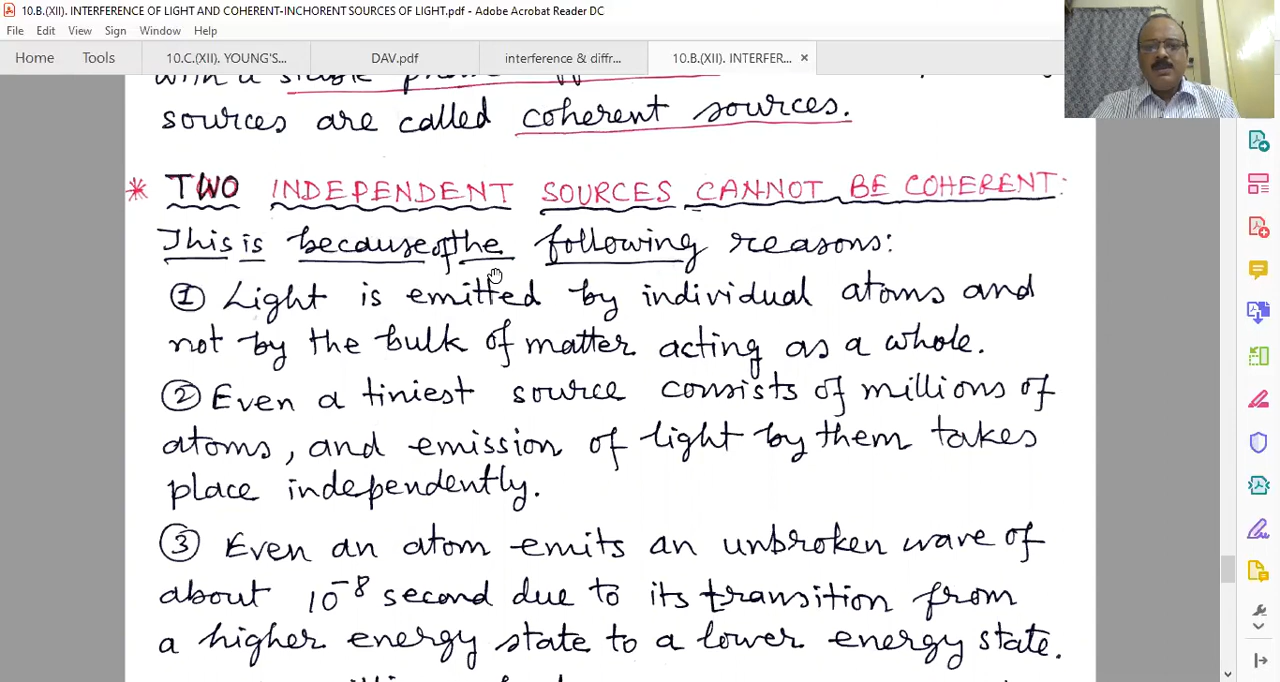 10.B.(XII). INTERFERENCE OF LIGHT AND COHERENT-INCHORENT SOURCES OF LIGHT.pdf - Adobe Acrobat Reader DC
File Edit View Sign Window Help
Home Tools 10.C.(XII). YOUNG'S... DAV.pdf interference & diffr... 10.B.(XII). INTERFER... ×
with a single
sources are called coherent sources.
* TWO INDEPENDENT SOURCES CANNOT BE COHERENT:
This is because of the following reasons:
① Light is emitted by individual atoms and
not by the bulk of matter acting as a whole.
② Even a tiniest source consists of millions of
atoms, and emission of light by them takes
place independently.
③ Even an atom emits an unbroken wave of
about 10⁻⁸ second due to its transition from
a higher energy state to a lower energy state.